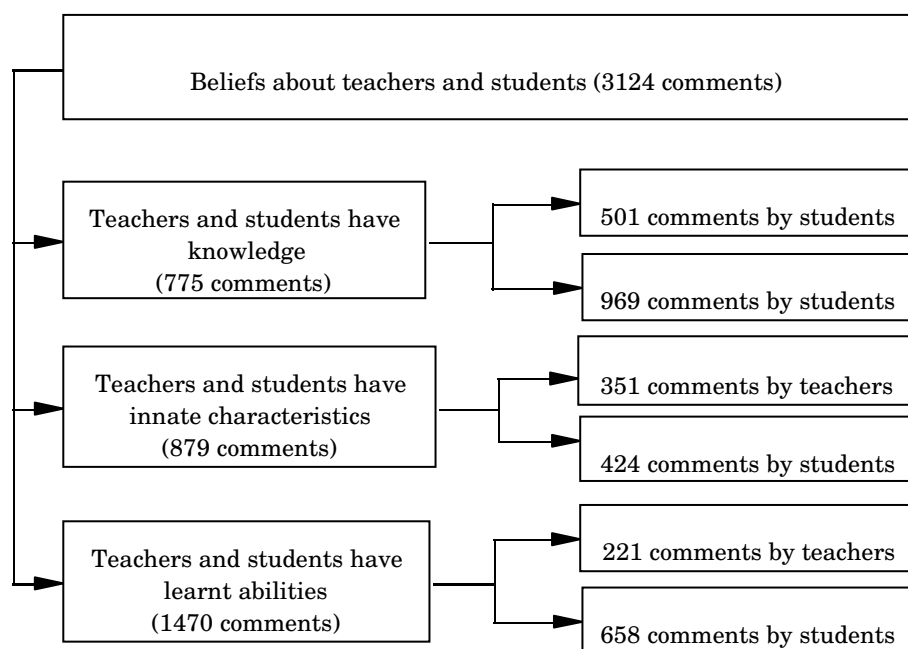 Beliefs about teachers and students (3124 comments)
Teachers and students have
knowledge
(775 comments)
501 comments by students
969 comments by students
Teachers and students have
innate characteristics
(879 comments)
351 comments by teachers
424 comments by students
Teachers and students have
learnt abilities
(1470 comments)
221 comments by teachers
658 comments by students